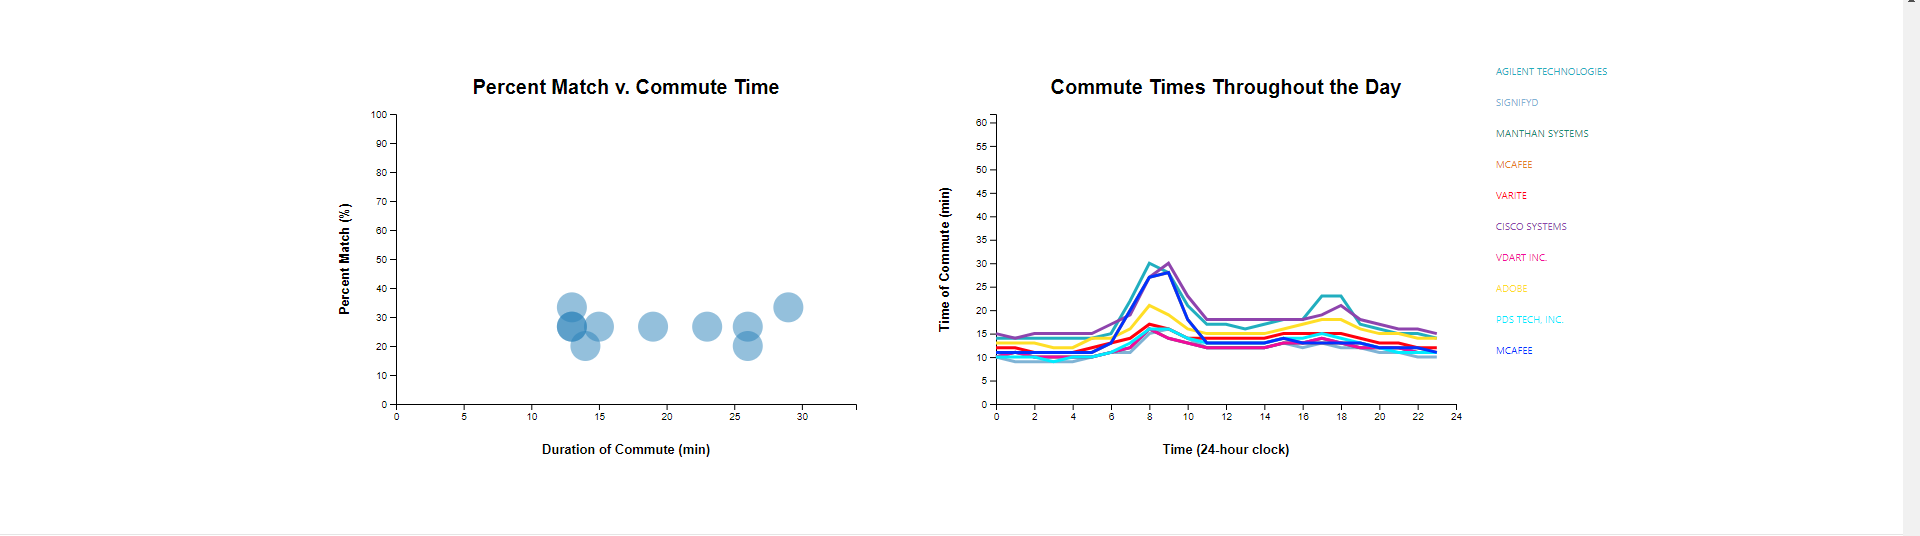 Percent Match v. Commute Time
100
90
80
70
60
50
40
30
20
10
0
Percent Match (%)
0 5 10 15 20 25 30
Duration of Commute (min)
Commute Times Throughout the Day
60
55
50
45
40
35
30
25
20
15
10
5
0
Time of Commute (min)
0 2 4 6 8 10 12 14 16 18 20 22 24
Time (24-hour clock)
AGILENT TECHNOLOGIES
SIGNIFYD
MANTHAN SYSTEMS
MCAFEE
VARITE
CISCO SYSTEMS
VDART INC.
ADOBE
PDS TECH, INC.
MCAFEE